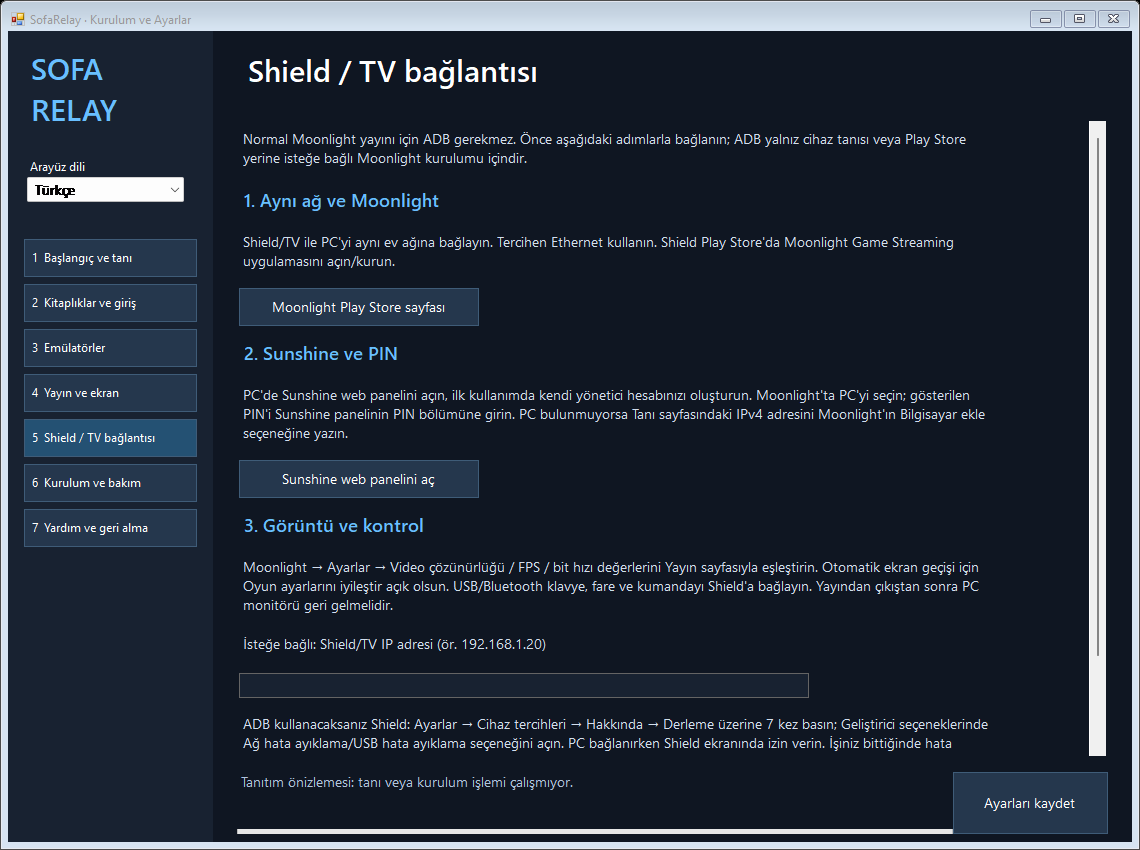 SofaRelay - Kurulum ve Ayarlar
SOFA
RELAY
Arayüz dili
Türkçe
1 Başlangıç ve tanı
2 Kitaplıklar ve giriş
3 Emülatörler
4 Yayın ve ekran
5 Shield / TV bağlantısı
6 Kurulum ve bakım
7 Yardım ve geri alma
Shield / TV bağlantısı
Normal Moonlight yayını için ADB gerekmez. Önce aşağıdaki adımlarla bağlanın; ADB yalnız cihaz tanısı veya Play Store
yerine isteğe bağlı Moonlight kurulumu içindir.
1. Aynı ağ ve Moonlight
Shield/TV ile PC'yi aynı ev ağına bağlayın. Tercihen Ethernet kullanın. Shield Play Store'da Moonlight Game Streaming
uygulamasını açın/kurun.
Moonlight Play Store sayfası
2. Sunshine ve PIN
PC'de Sunshine web panelini açın, ilk kullanımda kendi yönetici hesabınızı oluşturun. Moonlight'ta PC'yi seçin; gösterilen
PIN'i Sunshine panelinin PIN bölümüne girin. PC bulunmuyorsa Tanı sayfasındaki IPv4 adresini Moonlight'ın Bilgisayar ekle
seçeneğine yazın.
Sunshine web panelini aç
3. Görüntü ve kontrol
Moonlight → Ayarlar → Video çözünürlüğü / FPS / bit hızı değerlerini Yayın sayfasıyla eşleştirin. Otomatik ekran geçişi için
Oyun ayarlarını iyileştir açık olsun. USB/Bluetooth klavye, fare ve kumandayı Shield'a bağlayın. Yayından çıkıştan sonra PC
monitörü geri gelmelidir.
İsteğe bağlı: Shield/TV IP adresi (ör. 192.168.1.20)
ADB kullanacaksanız Shield: Ayarlar → Cihaz tercihleri → Hakkında → Derleme üzerine 7 kez basın; Geliştirici seçeneklerinde
Ağ hata ayıklama/USB hata ayıklama seçeneğini açın. PC bağlanırken Shield ekranında izin verin. İşiniz bittiğinde hata
Tanıtım önizlemesi: tanı veya kurulum işlemi çalışmıyor.
Ayarları kaydet